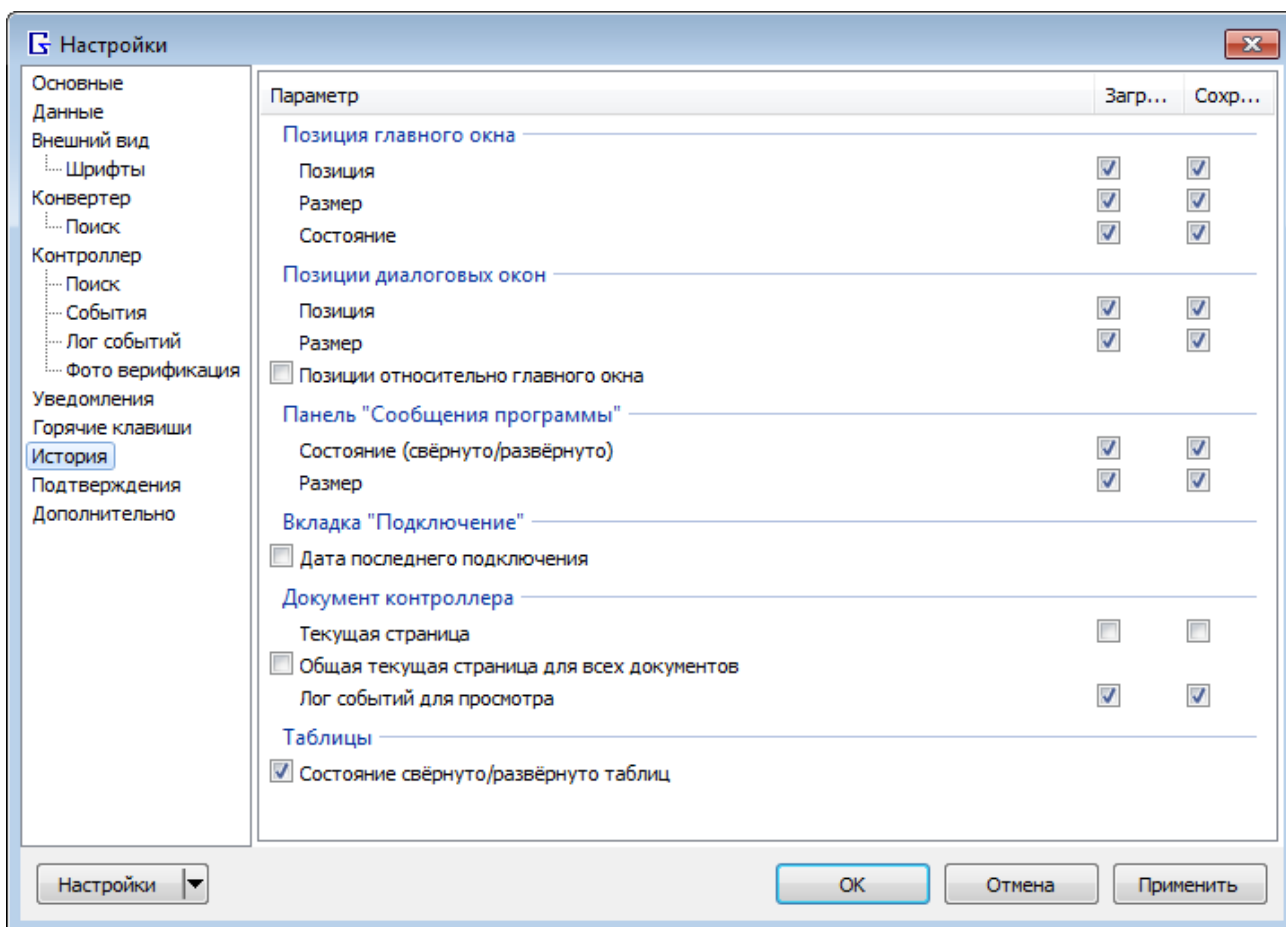 Настройки
Основные
Данные
Внешний вид
Шрифты
Конвертер
Поиск
Контроллер
Поиск
События
Лог событий
Фото верификация
Уведомления
Горячие клавиши
История
Подтверждения
Дополнительно
Параметр Загр... Сохр...
Позиция главного окна
Позиция
Размер
Состояние
Позиции диалоговых окон
Позиция
Размер
Позиции относительно главного окна
Панель "Сообщения программы"
Состояние (свёрнуто/развёрнуто)
Размер
Вкладка "Подключение"
Дата последнего подключения
Документ контроллера
Текущая страница
Общая текущая страница для всех документов
Лог событий для просмотра
Таблицы
Состояние свёрнуто/развёрнуто таблиц
Настройки OK Отмена Применить